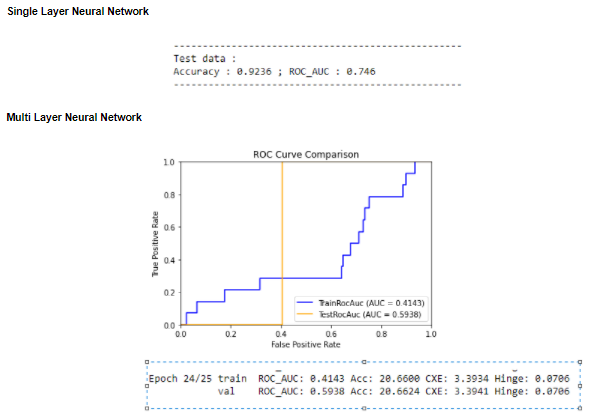 Single Layer Neural Network
Test data :
Accuracy : 0.9236 ; ROC_AUC : 0.746
Multi Layer Neural Network
ROC Curve Comparison
1.0
0.8
0.6
0.4
0.2
0.0
True Positive Rate
TrainRocAuc (AUC = 0.4143)
TestRocAuc (AUC = 0.5938)
0.0 0.2 0.4 0.6 0.8 1.0
False Positive Rate
Epoch 24/25 train ROC_AUC: 0.4143 Acc: 20.6600 CXE: 3.3934 Hinge: 0.0706
val ROC_AUC: 0.5938 Acc: 20.6624 CXE: 3.3941 Hinge: 0.0706